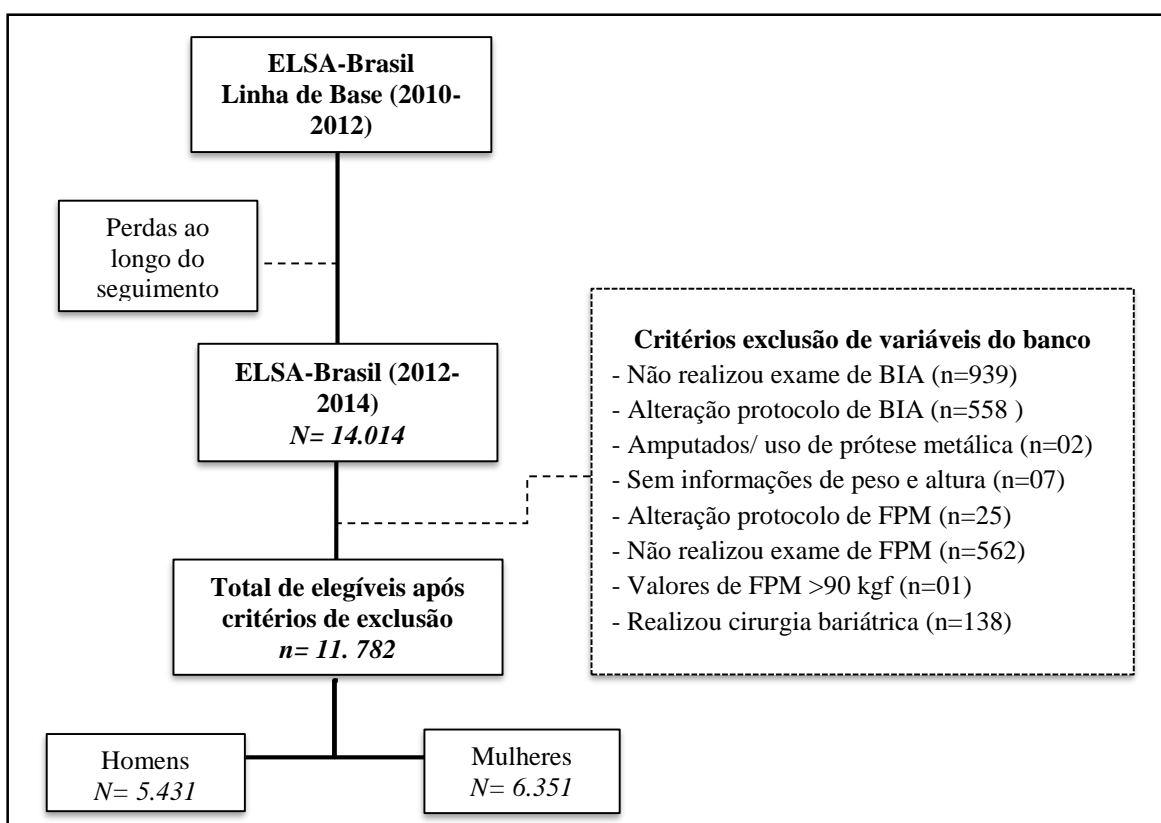 ELSA-Brasil
Linha de Base (2010-
2012)
Perdas ao
longo do
seguimento
ELSA-Brasil (2012-
2014)
N= 14.014
Critérios exclusão de variáveis do banco
- Não realizou exame de BIA (n=939)
- Alteração protocolo de BIA (n=558 )
- Amputados/ uso de prótese metálica (n=02)
- Sem informações de peso e altura (n=07)
- Alteração protocolo de FPM (n=25)
- Não realizou exame de FPM (n=562)
- Valores de FPM >90 kgf (n=01)
- Realizou cirurgia bariátrica (n=138)
Total de elegíveis após
critérios de exclusão
n= 11. 782
Homens
N= 5.431
Mulheres
N= 6.351